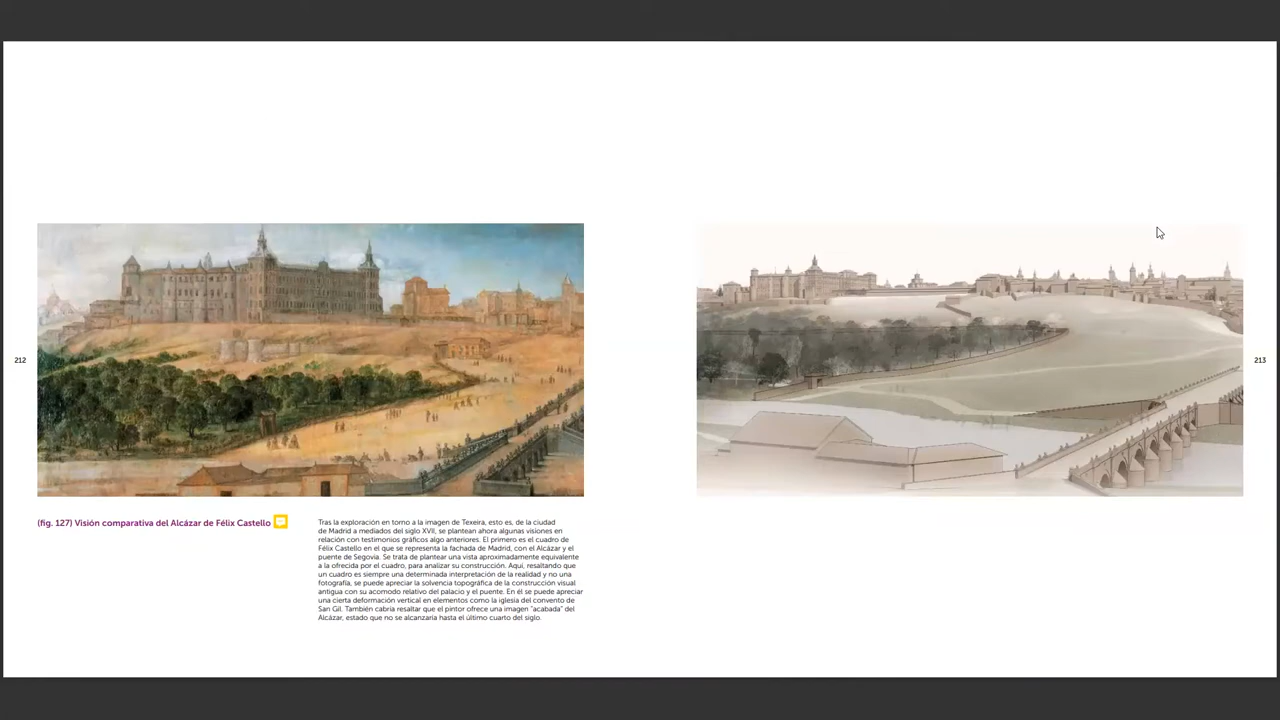 212
213
(fig. 127) Visión comparativa del Alcázar de Félix Castello
Tras la exploración en torno a la imagen de Texeira, esto es, de la ciudad
de Madrid a mediados del siglo XVII, se plantean ahora algunas visiones en
relación con testimonios gráficos algo anteriores. El primero es el cuadro de
Félix Castello en el que se representa la fachada de Madrid, con el Alcázar y el
puente de Segovia. Se trata de plantear una vista aproximadamente equivalente
a la ofrecida por el cuadro, para analizar su construcción. Aquí, resaltando que
un cuadro es siempre una determinada interpretación de la realidad y no una
fotografía, se puede apreciar la solvencia topográfica de la construcción visual
antigua con su acomodo relativo del palacio y el puente. En él se puede apreciar
una cierta deformación vertical en elementos como la iglesia del convento de
San Gil. También cabría resaltar que el pintor ofrece una imagen "acabada" del
Alcázar, estado que no se alcanzaría hasta el último cuarto del siglo.